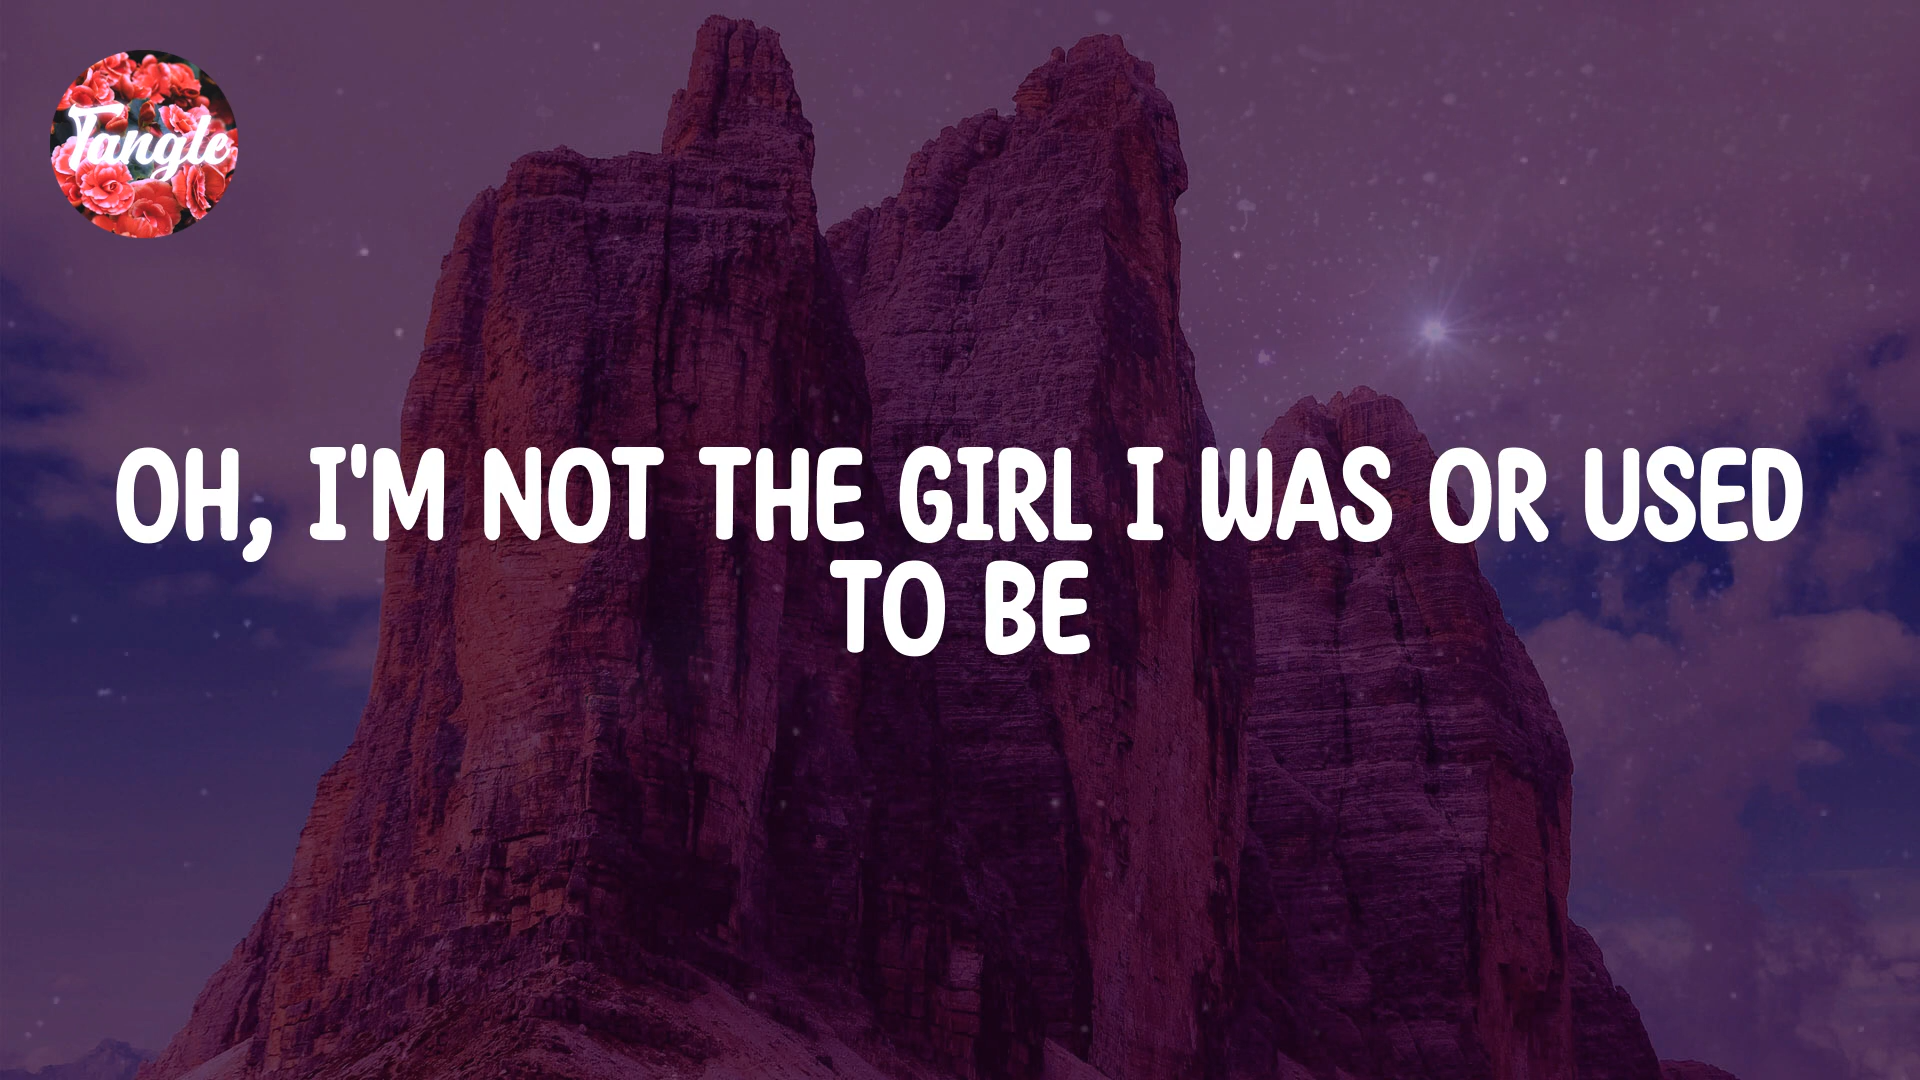 Tangle
OH, I'M NOT THE GIRL I WAS OR USED
TO BE